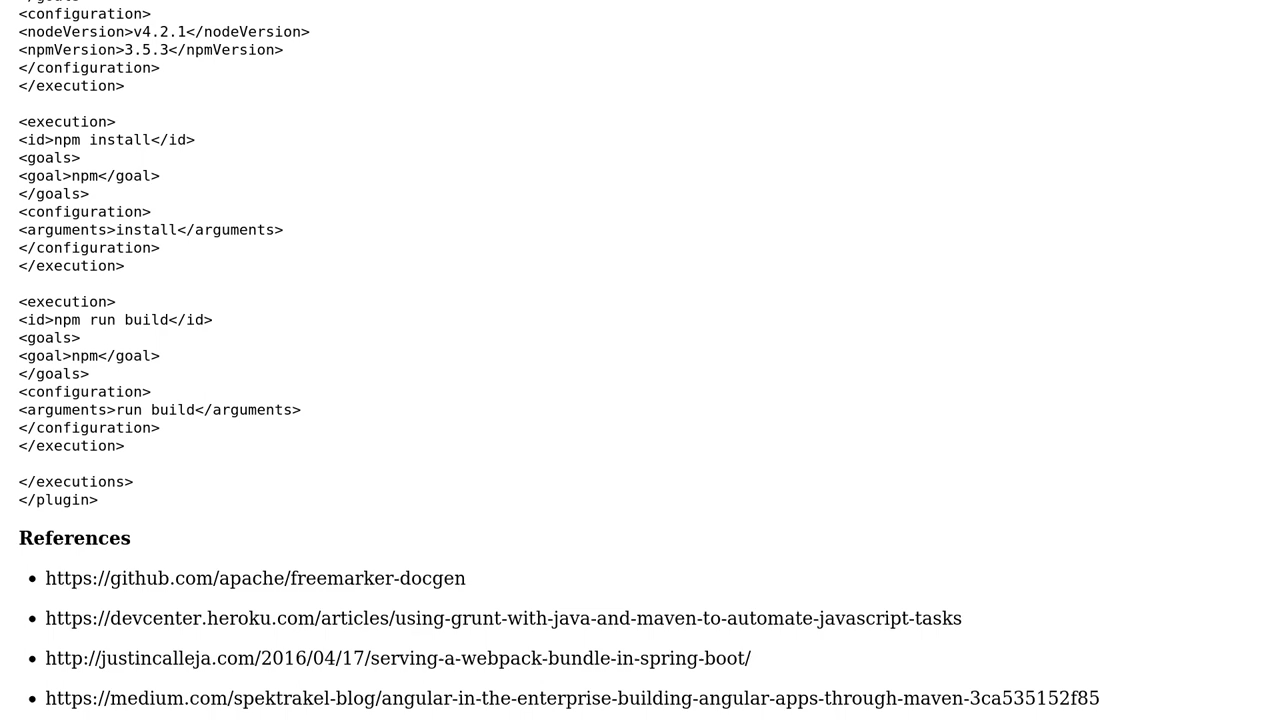 </goals>
<configuration>
<nodeVersion>v4.2.1</nodeVersion>
<npmVersion>3.5.3</npmVersion>
</configuration>
</execution>

<execution>
<id>npm install</id>
<goals>
<goal>npm</goal>
</goals>
<configuration>
<arguments>install</arguments>
</configuration>
</execution>

<execution>
<id>npm run build</id>
<goals>
<goal>npm</goal>
</goals>
<configuration>
<arguments>run build</arguments>
</configuration>
</execution>

</executions>
</plugin>
References
• https://github.com/apache/freemarker-docgen
• https://devcenter.heroku.com/articles/using-grunt-with-java-and-maven-to-automate-javascript-tasks
• http://justincalleja.com/2016/04/17/serving-a-webpack-bundle-in-spring-boot/
• https://medium.com/spektrakel-blog/angular-in-the-enterprise-building-angular-apps-through-maven-3ca535152f85